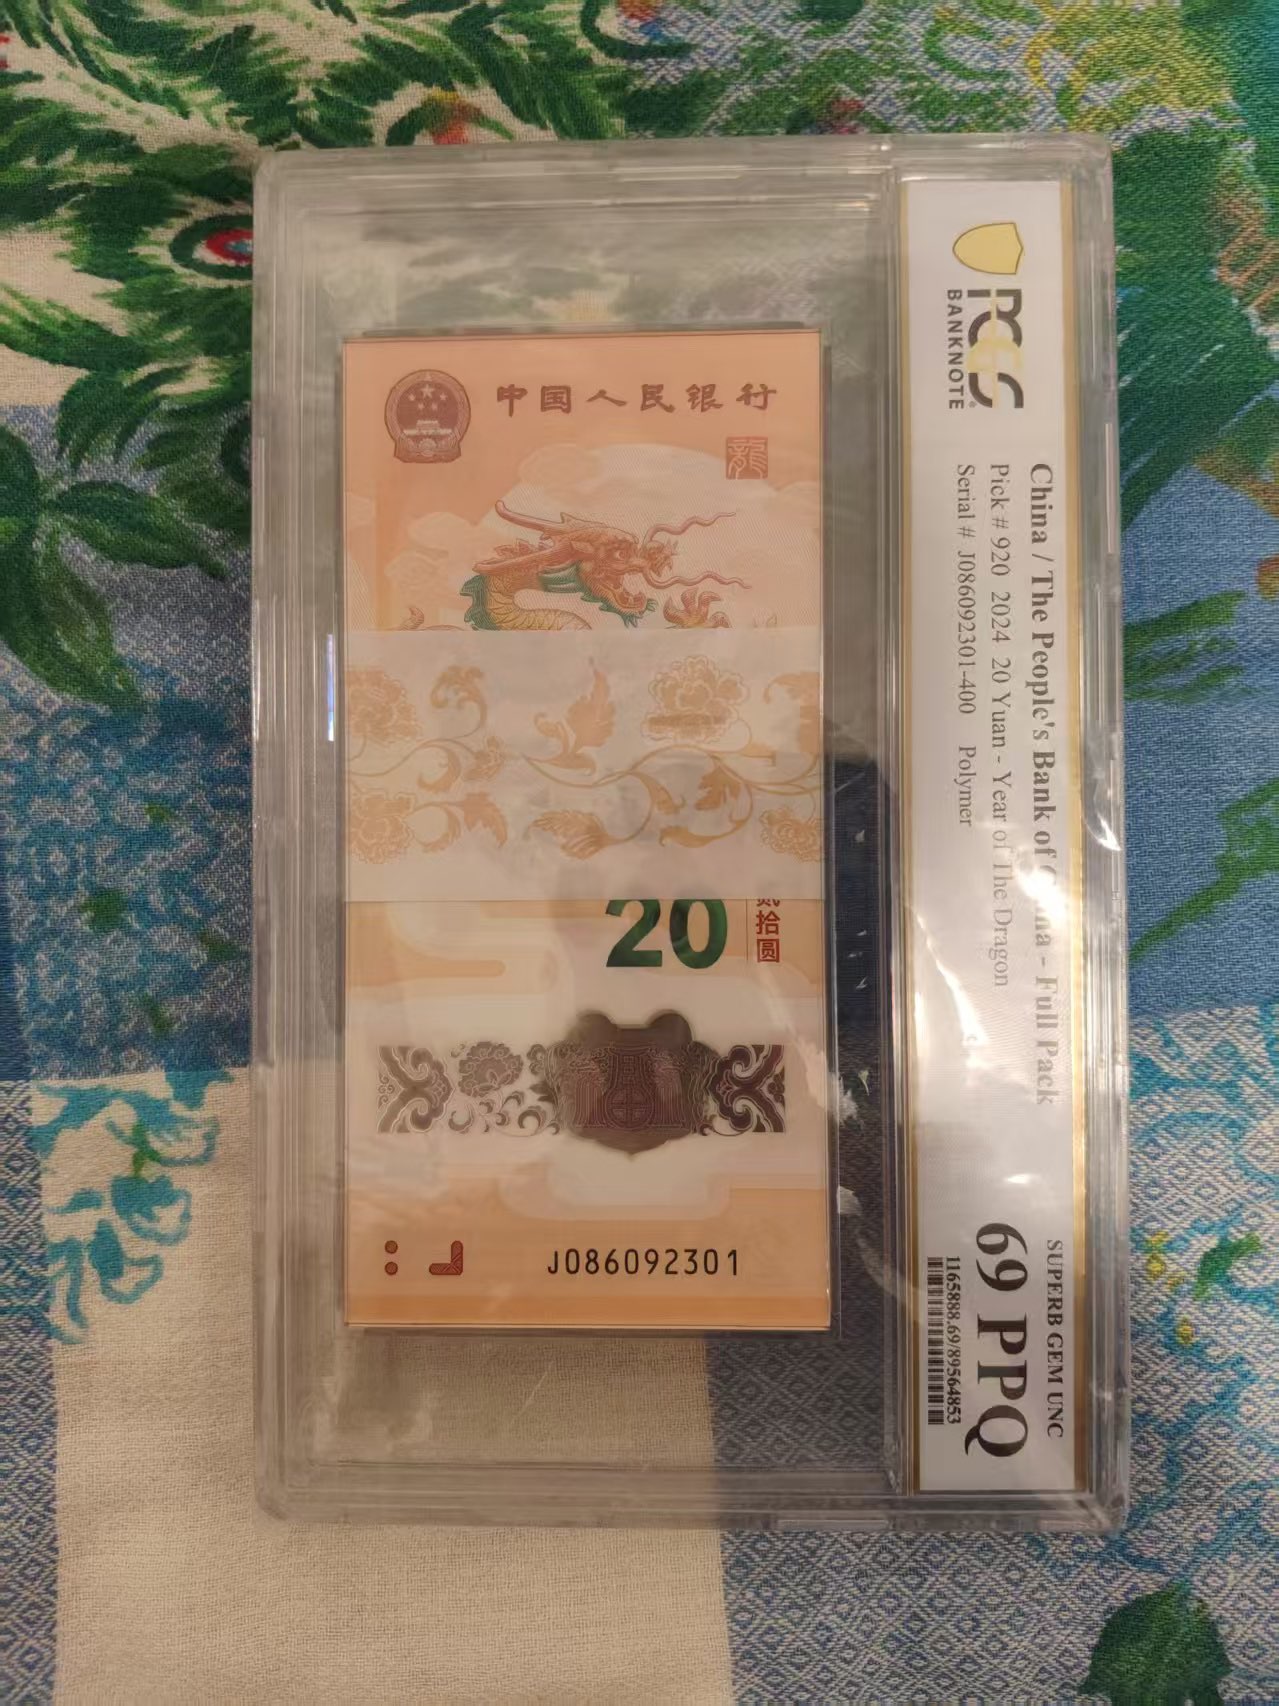 中国人民银行
龍
20
贰拾圆
J086092301
PCGS
BANKNOTE
China / The People's Bank of China - Full Pack
Pick # 920 2024 20 Yuan - Year of The Dragon
Serial # J086092301-400 Polymer
SUPERB GEM UNC
69 PPQ
1165888.69/89564853